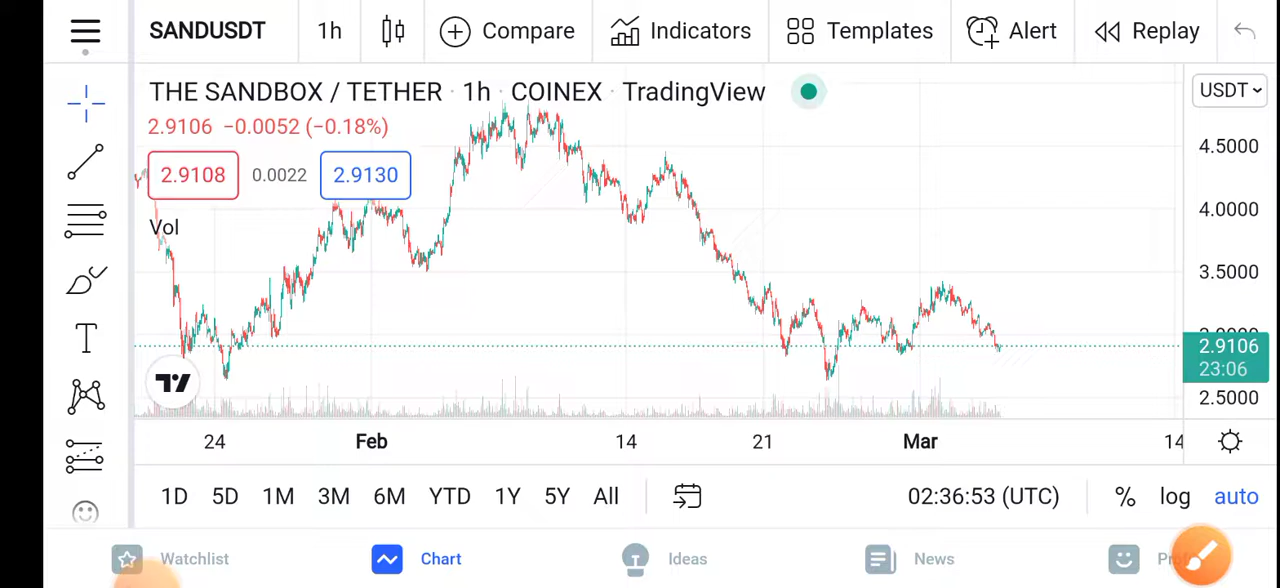 SANDUSDT 1h Compare Indicators Templates Alert Replay
THE SANDBOX / TETHER · 1h · COINEX · TradingView
USDT
2.9106 −0.0052 (−0.18%)
2.9108 0.0022 2.9130
Vol
4.5000
4.0000
3.5000
2.9106
23:06
2.5000
24 Feb 14 21 Mar 14
1D 5D 1M 3M 6M YTD 1Y 5Y All 02:36:53 (UTC) % log auto
Watchlist Chart Ideas News